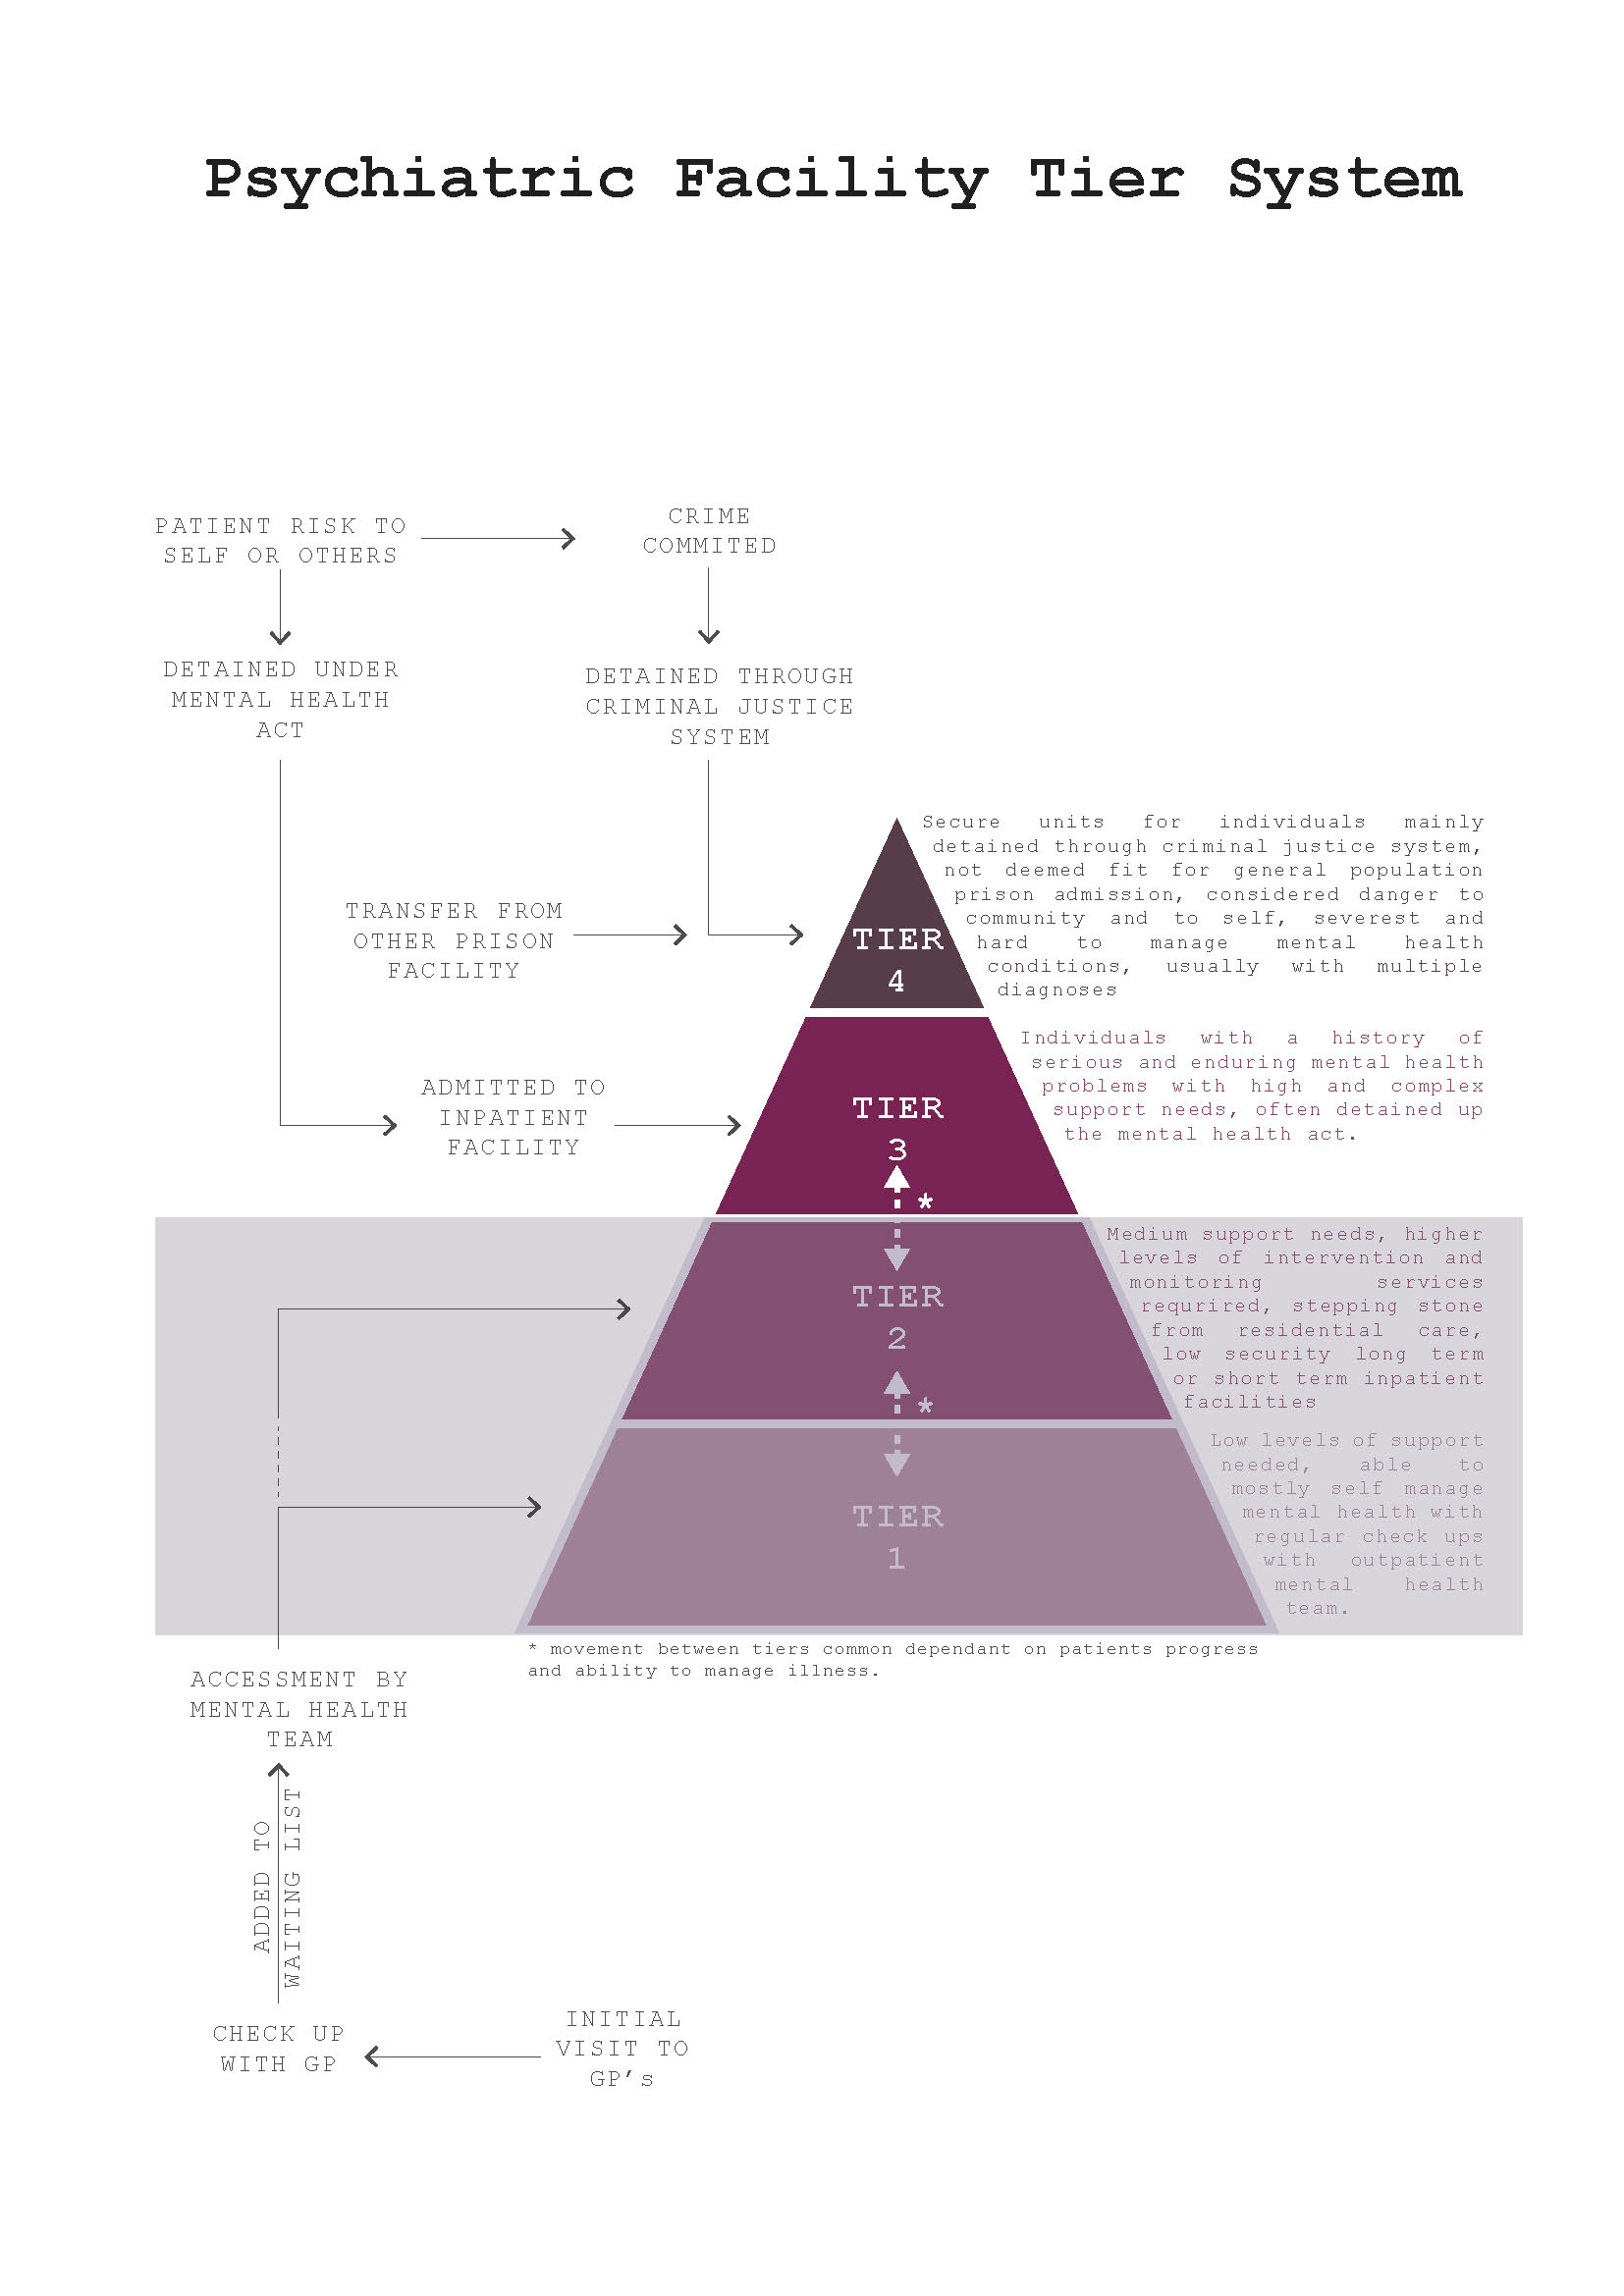 Psychiatric Facility Tier System
PATIENT RISK TO
SELF OR OTHERS
CRIME
COMMITED
DETAINED UNDER
MENTAL HEALTH
ACT
DETAINED THROUGH
CRIMINAL JUSTICE
SYSTEM
TRANSFER FROM
OTHER PRISON
FACILITY
TIER
4
Secure units for individuals mainly
detained through criminal justice system,
not deemed fit for general population
prison admission, considered danger to
community and to self, severest and
hard to manage mental health
conditions, usually with multiple
diagnoses
ADMITTED TO
INPATIENT
FACILITY
TIER
3
*
Individuals with a history of
serious and enduring mental health
problems with high and complex
support needs, often detained up
the mental health act.
TIER
2
*
Medium support needs, higher
levels of intervention and
monitoring services
requrired, stepping stone
from residential care,
low security long term
or short term inpatient
facilities
TIER
1
Low levels of support
needed, able to
mostly self manage
mental health with
regular check ups
with outpatient
mental health
team.
* movement between tiers common dependant on patients progress
and ability to manage illness.
ACCESSMENT BY
MENTAL HEALTH
TEAM
ADDED TO
WAITING LIST
CHECK UP
WITH GP
INITIAL
VISIT TO
GP's